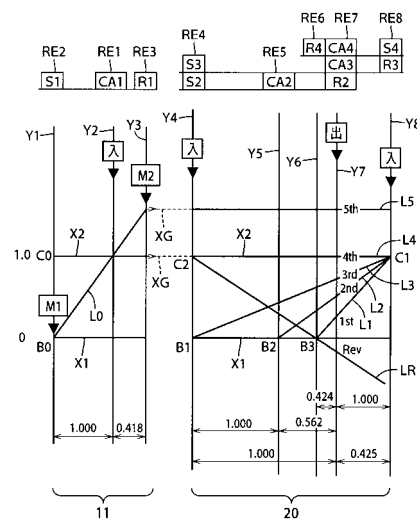 RE6 RE7 RE8
RE4 R4 CA4 S4
RE2 RE1 RE3 S3 RE5 CA3 R3
S1 CA1 R1 S2 CA2 R2
Y1 Y2 Y3 Y4 Y5 Y6 Y7 Y8
入 入 出 入
M2
5th L5
XG
X2 X2 4th L4
1.0 C0 C2 C1
XG 3rd L3
2nd L2
M1 L0 1st L1
0 B0 B1 B2 B3
X1 X1 Rev
LR
0.424 1.000
1.000 0.418 1.000 0.562
1.000 0.425
11 20